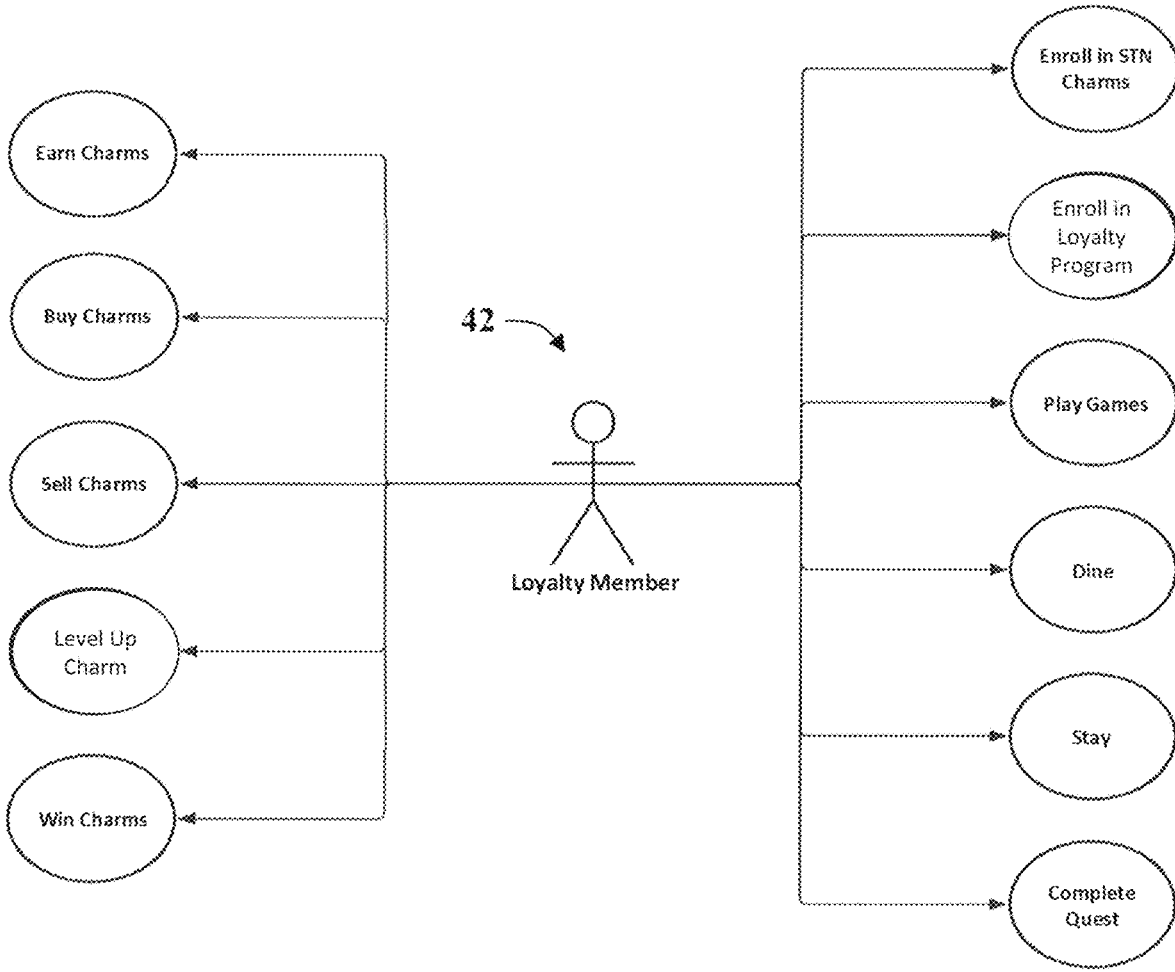 Enroll in STN
Charms
Earn Charms
Enroll in
Loyalty
Program
Buy Charms
42
Play Games
Sell Charms
Loyalty Member
Dine
Level Up
Charm
Stay
Win Charms
Complete
Quest